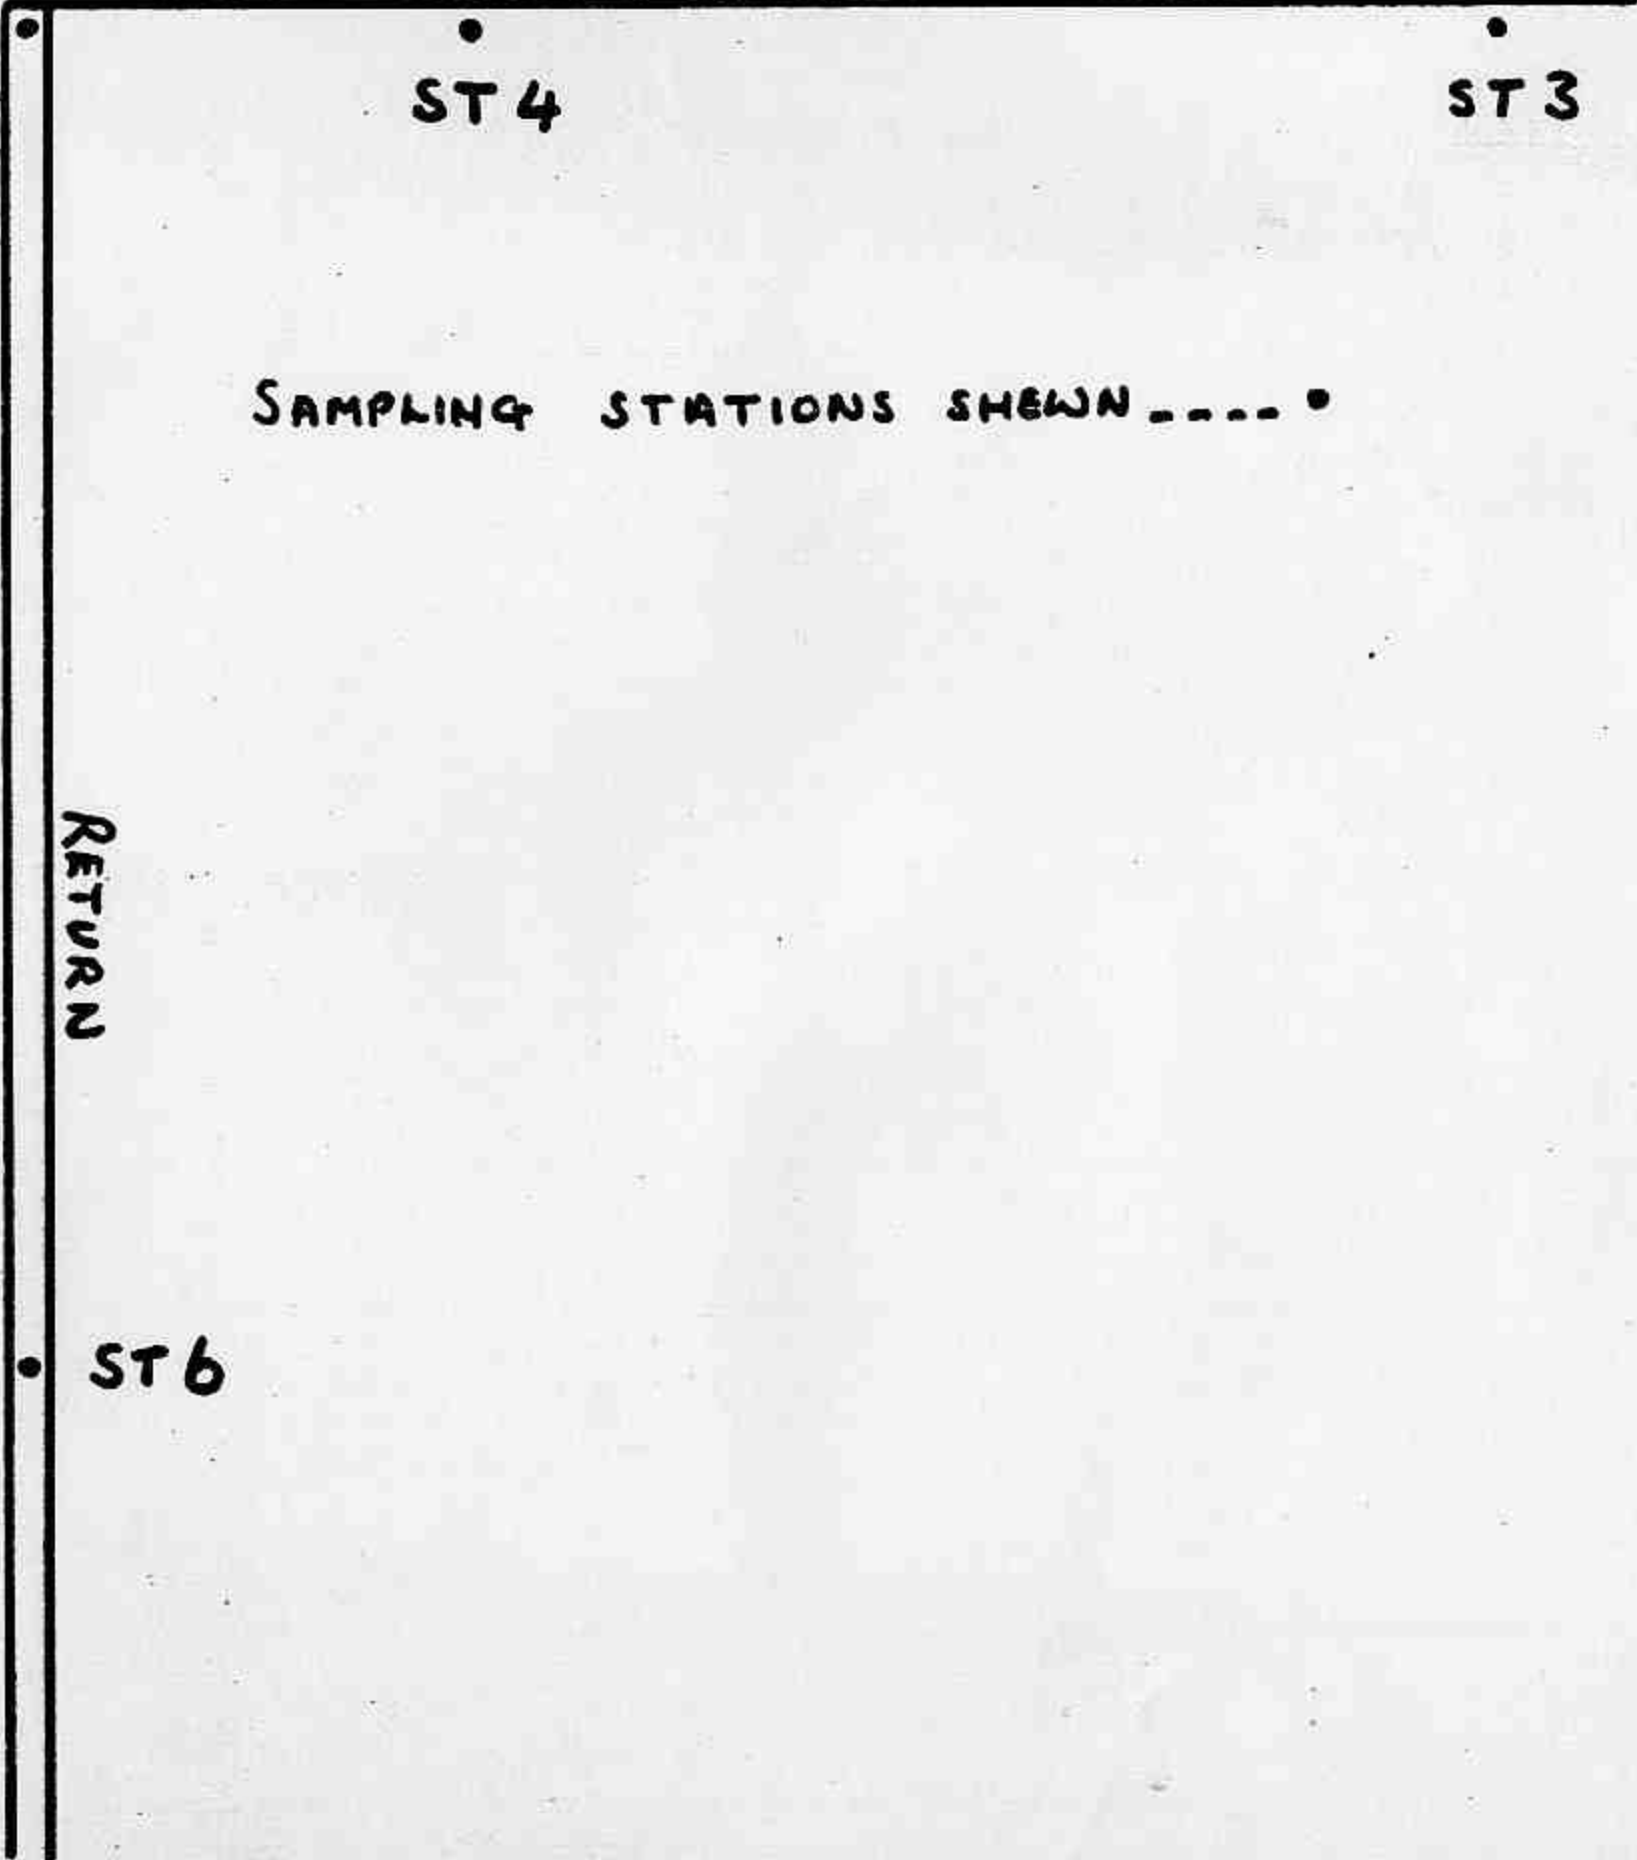 ST 4
ST 3
SAMPLING STATIONS SHEWN ---- •
RETURN
ST 6